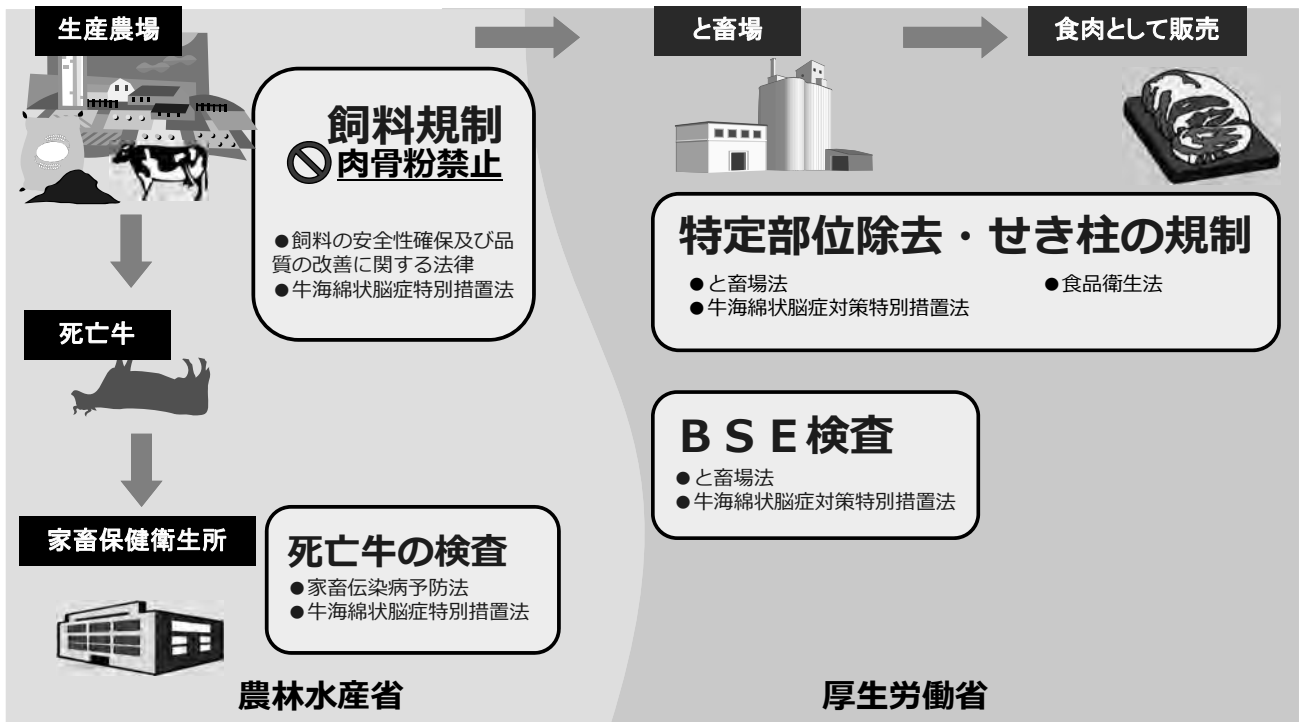 生産農場
と畜場
食肉として販売
飼料規制
肉骨粉禁止
●飼料の安全性確保及び品
質の改善に関する法律
●牛海綿状脳症特別措置法
特定部位除去・せき柱の規制
●と畜場法
●牛海綿状脳症対策特別措置法
●食品衛生法
死亡牛
BSE検査
●と畜場法
●牛海綿状脳症対策特別措置法
家畜保健衛生所
死亡牛の検査
●家畜伝染病予防法
●牛海綿状脳症特別措置法
農林水産省
厚生労働省